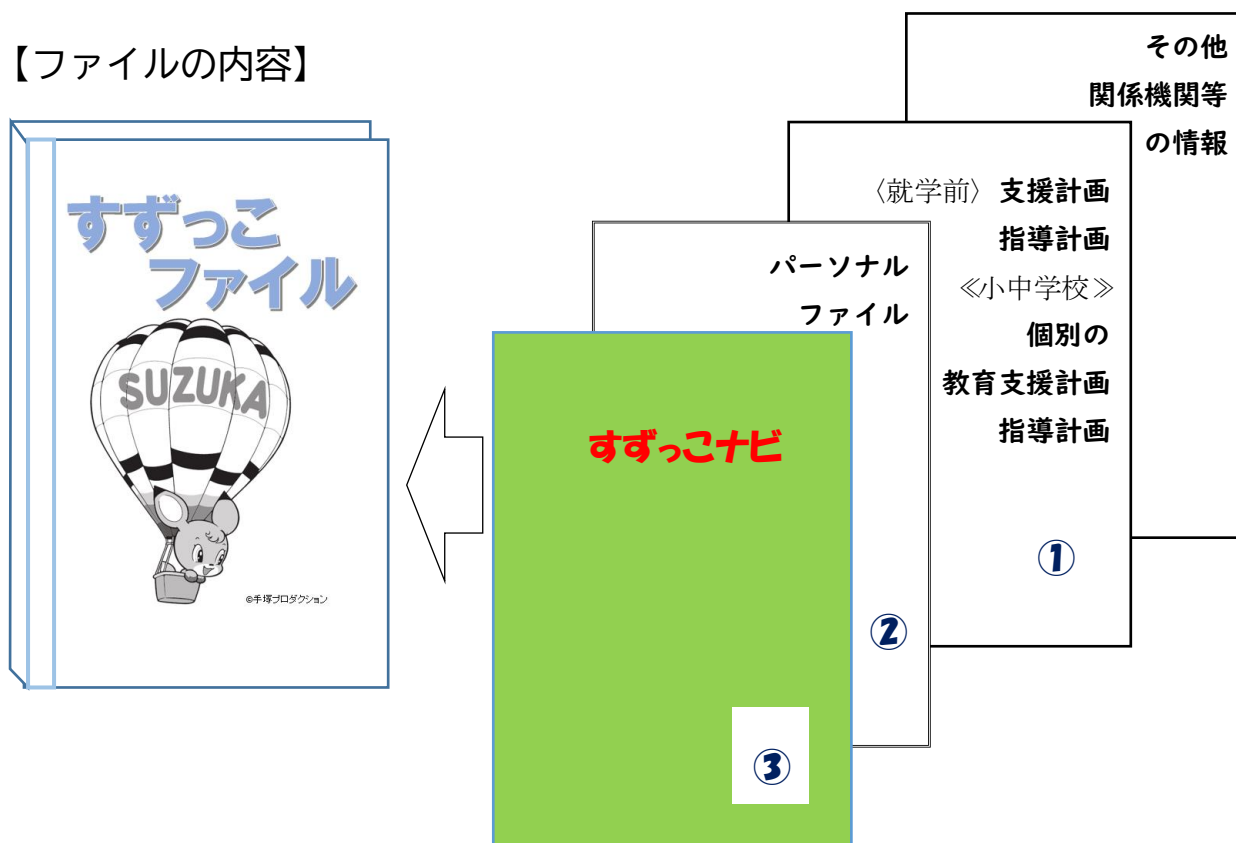 【ファイルの内容】
すずっこ
ファイル
SUZUKA
©手塚プロダクション
その他
関係機関等
の情報
〈就学前〉支援計画
指導計画
≪小中学校≫
個別の
教育支援計画
指導計画
①
パーソナル
ファイル
②
すずっこナビ
③